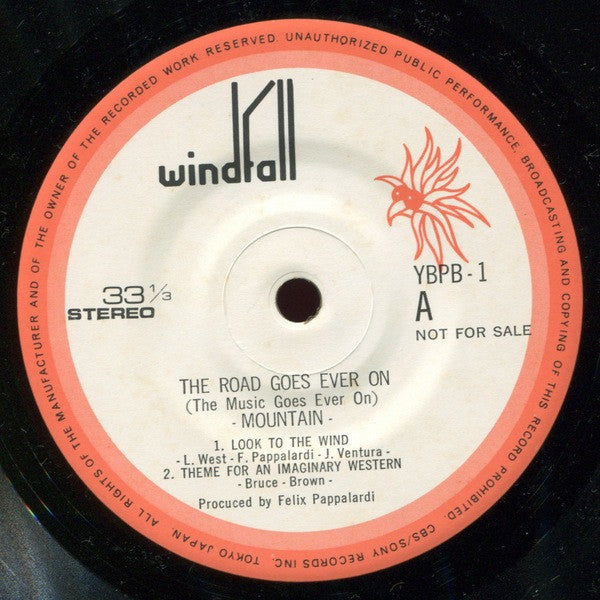 ALL RIGHTS OF THE MANUFACTURER AND OF THE OWNER OF THE RECORDED WORK RESERVED. UNAUTHORIZED PUBLIC PERFORMANCE, BROADCASTING AND COPYING OF THIS RECORD PROHIBITED. CBS/SONY RECORDS INC. TOKYO JAPAN.
windfall
YBPB-1
A
NOT FOR SALE
33 1/3
STEREO
THE ROAD GOES EVER ON
(The Music Goes Ever On)
- MOUNTAIN -
1. LOOK TO THE WIND
- L. West - F. Pappalardi - J. Ventura -
2. THEME FOR AN IMAGINARY WESTERN
- Bruce - Brown -
Procuced by Felix Pappalardi